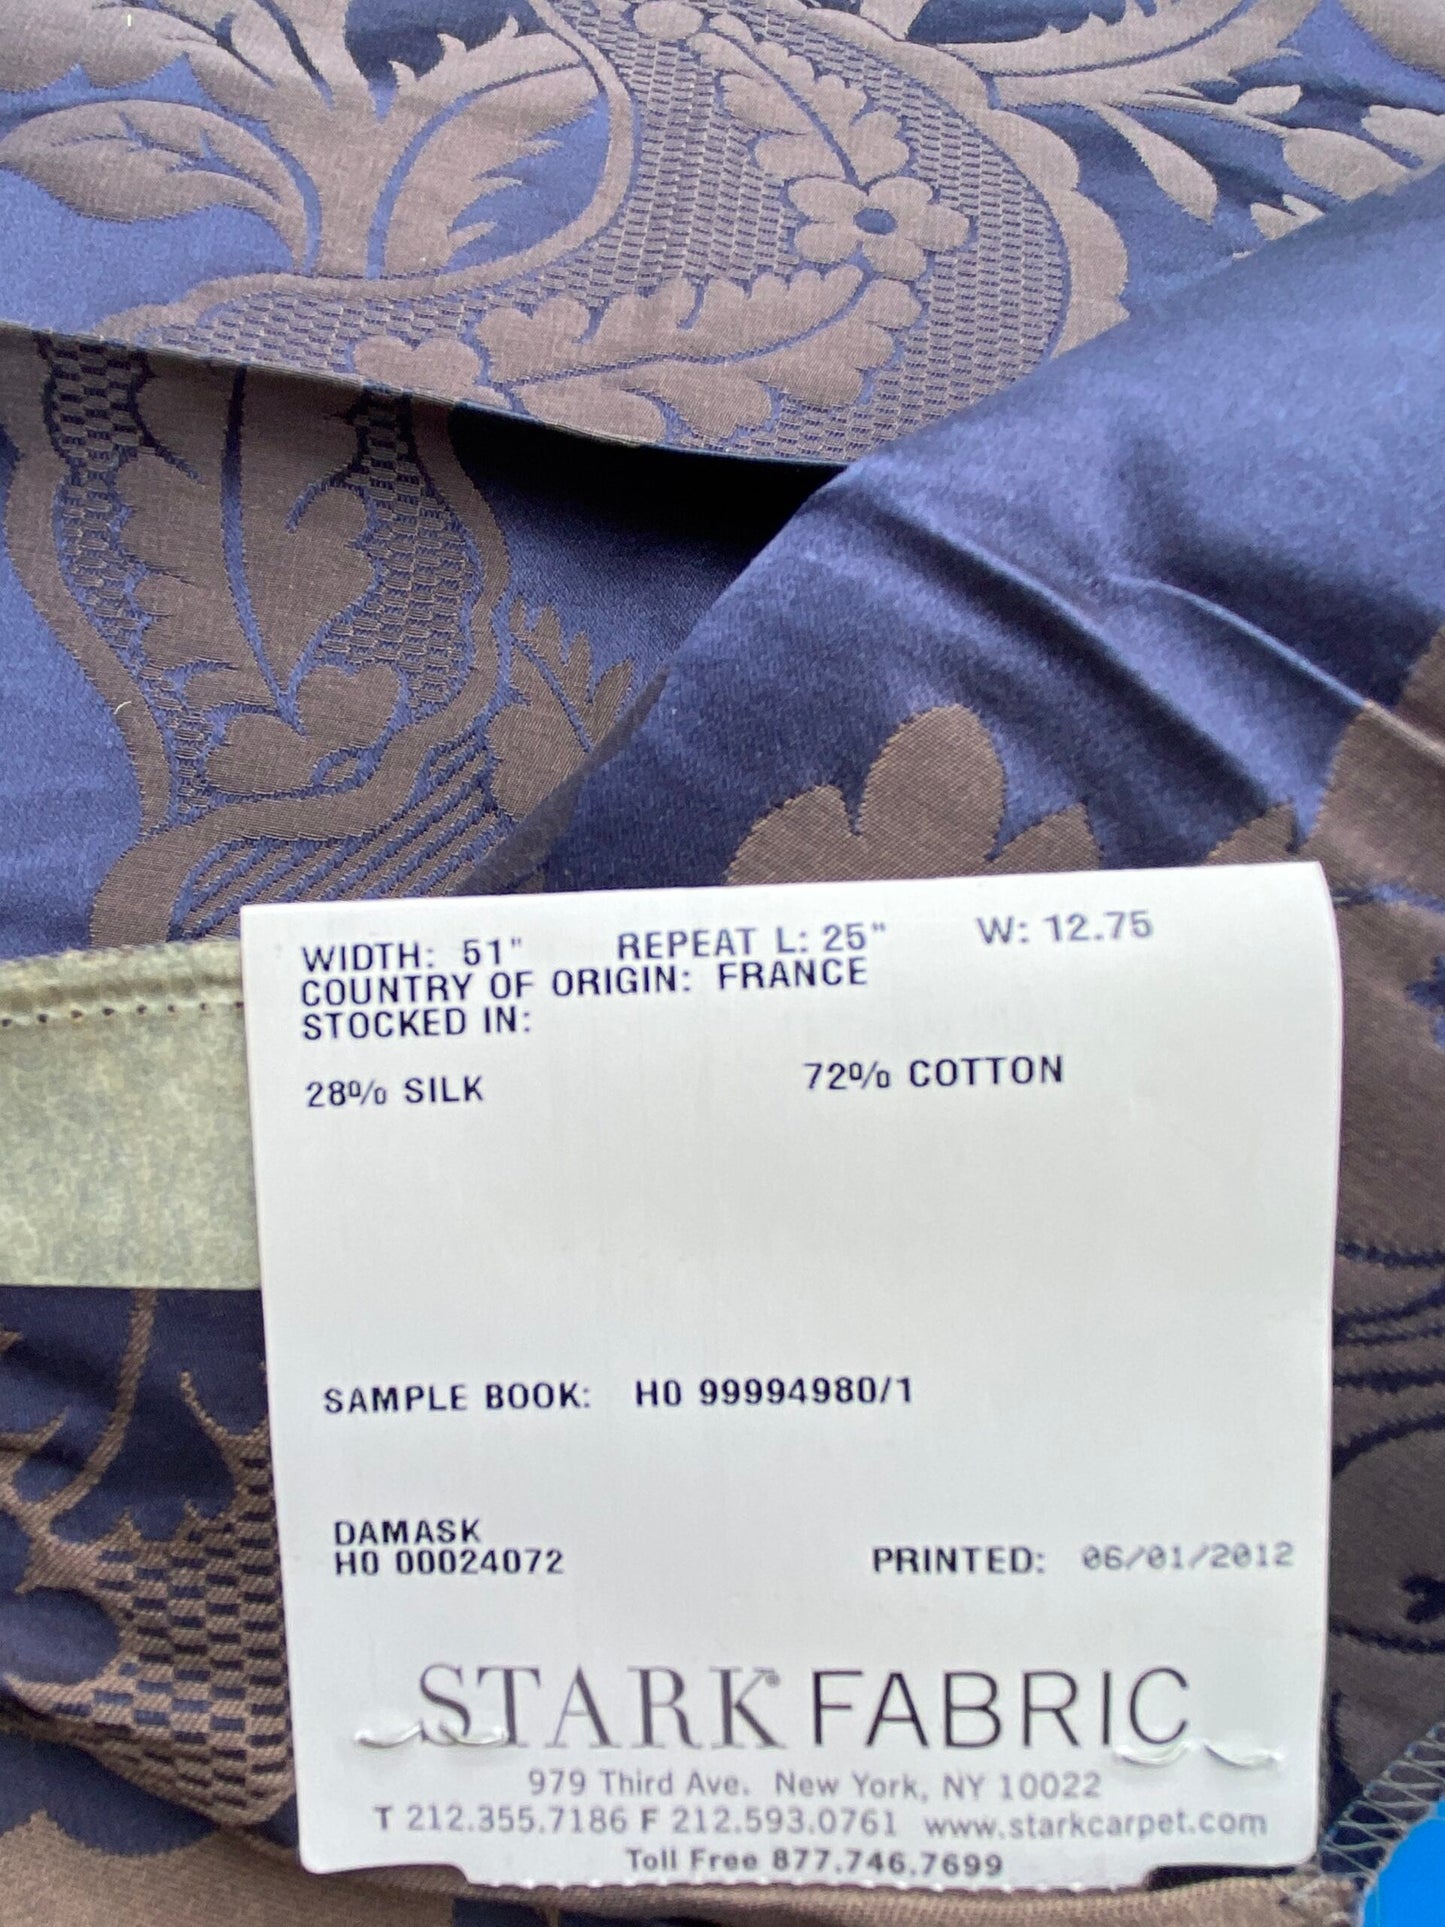 WIDTH: 51" REPEAT L: 25" W: 12.75
COUNTRY OF ORIGIN: FRANCE
STOCKED IN:
28% SILK 72% COTTON
SAMPLE BOOK: H0 99994980/1
DAMASK
H0 00024072 PRINTED: 06/01/2012
STARK® FABRIC
979 Third Ave. New York, NY 10022
T 212.355.7186 F 212.593.0761 www.starkcarpet.com
Toll Free 877.746.7699